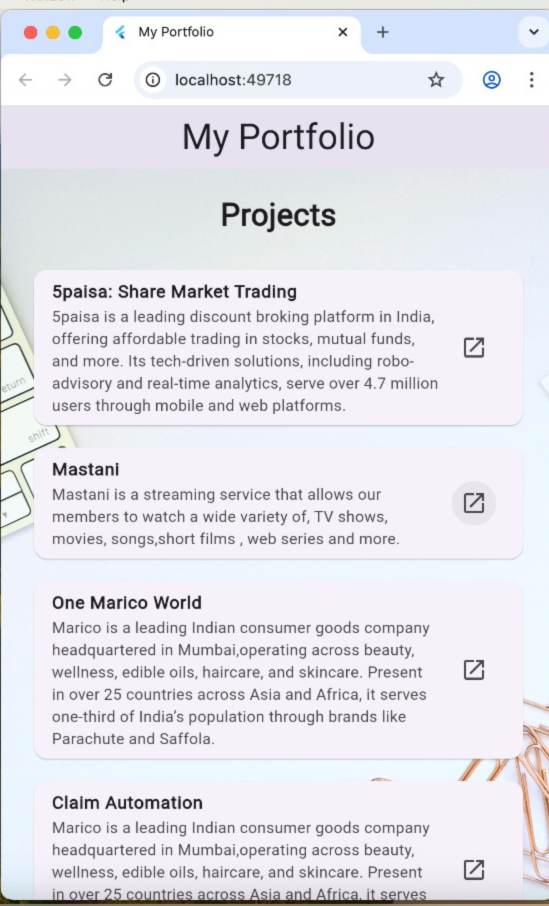 My Portfolio
localhost:49718
My Portfolio
Projects
5paisa: Share Market Trading
5paisa is a leading discount broking platform in India,
offering affordable trading in stocks, mutual funds,
and more. Its tech-driven solutions, including robo-
advisory and real-time analytics, serve over 4.7 million
users through mobile and web platforms.
return
shift
Mastani
Mastani is a streaming service that allows our
members to watch a wide variety of, TV shows,
movies, songs,short films , web series and more.
One Marico World
Marico is a leading Indian consumer goods company
headquartered in Mumbai,operating across beauty,
wellness, edible oils, haircare, and skincare. Present
in over 25 countries across Asia and Africa, it serves
one-third of India’s population through brands like
Parachute and Saffola.
Claim Automation
Marico is a leading Indian consumer goods company
headquartered in Mumbai,operating across beauty,
wellness, edible oils, haircare, and skincare. Present
in over 25 countries across Asia and Africa, it serves